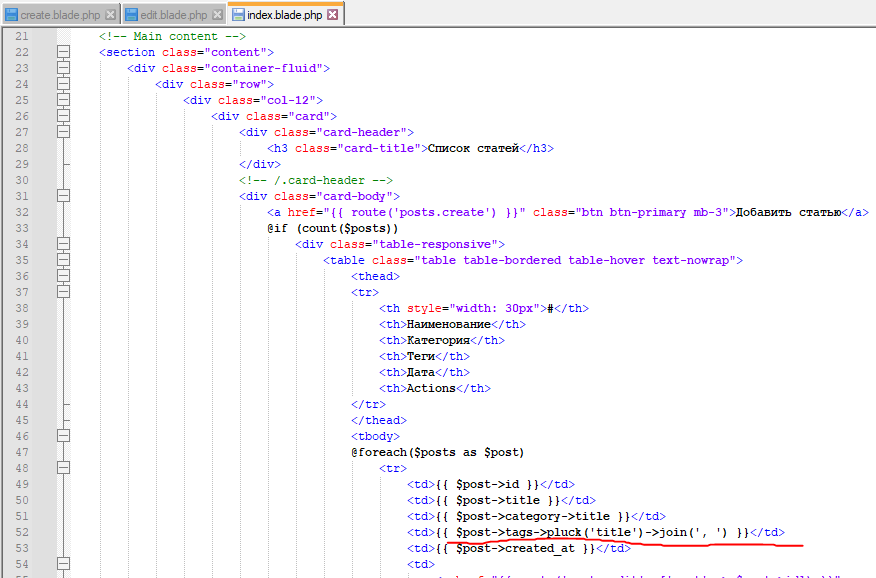 create.blade.php edit.blade.php index.blade.php
21 <!-- Main content -->
22 <section class="content">
23 <div class="container-fluid">
24 <div class="row">
25 <div class="col-12">
26 <div class="card">
27 <div class="card-header">
28 <h3 class="card-title">Список статей</h3>
29 </div>
30 <!-- /.card-header -->
31 <div class="card-body">
32 <a href="{{ route('posts.create') }}" class="btn btn-primary mb-3">Добавить статью</a>
33 @if (count($posts))
34 <div class="table-responsive">
35 <table class="table table-bordered table-hover text-nowrap">
36 <thead>
37 <tr>
38 <th style="width: 30px">#</th>
39 <th>Наименование</th>
40 <th>Категория</th>
41 <th>Теги</th>
42 <th>Дата</th>
43 <th>Actions</th>
44 </tr>
45 </thead>
46 <tbody>
47 @foreach($posts as $post)
48 <tr>
49 <td>{{ $post->id }}</td>
50 <td>{{ $post->title }}</td>
51 <td>{{ $post->category->title }}</td>
52 <td>{{ $post->tags->pluck('title')->join(', ') }}</td>
53 <td>{{ $post->created_at }}</td>
54 <td>